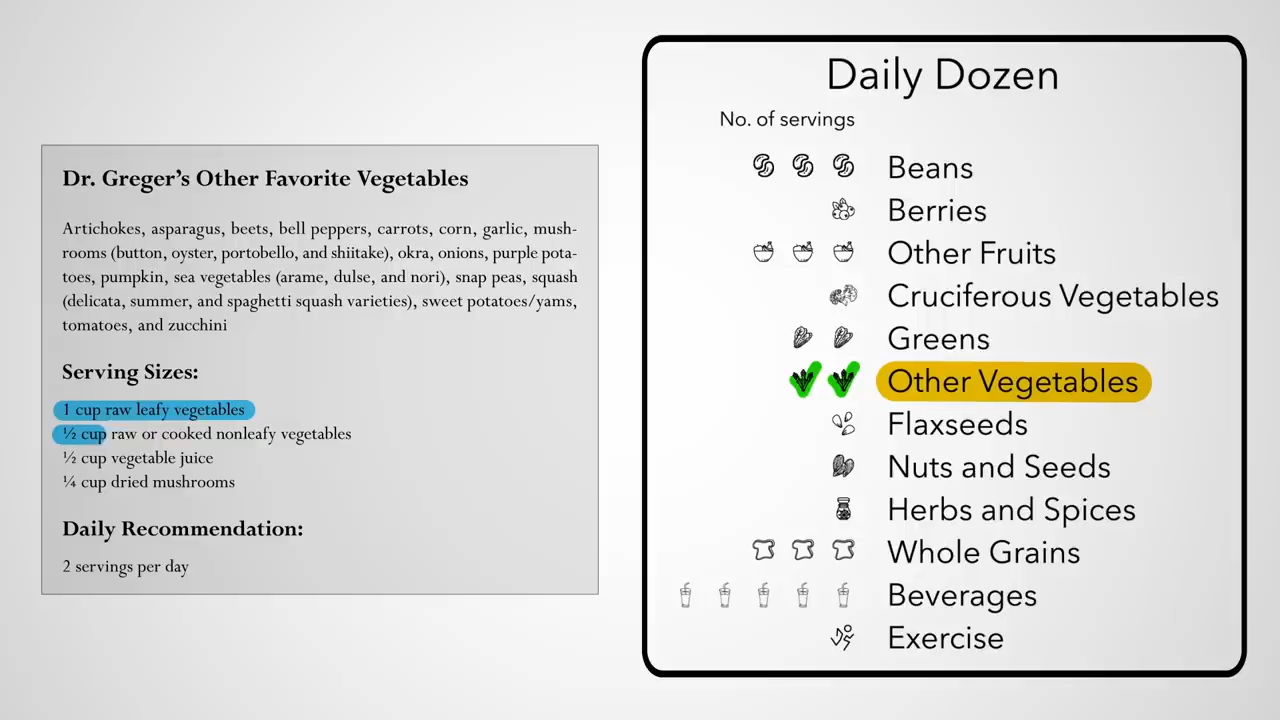 Dr. Greger’s Other Favorite Vegetables
Artichokes, asparagus, beets, bell peppers, carrots, corn, garlic, mush-
rooms (button, oyster, portobello, and shiitake), okra, onions, purple pota-
toes, pumpkin, sea vegetables (arame, dulse, and nori), snap peas, squash
(delicata, summer, and spaghetti squash varieties), sweet potatoes/yams,
tomatoes, and zucchini
Serving Sizes:
1 cup raw leafy vegetables
½ cup raw or cooked nonleafy vegetables
½ cup vegetable juice
¼ cup dried mushrooms
Daily Recommendation:
2 servings per day
Daily Dozen
No. of servings
Beans
Berries
Other Fruits
Cruciferous Vegetables
Greens
Other Vegetables
Flaxseeds
Nuts and Seeds
Herbs and Spices
Whole Grains
Beverages
Exercise